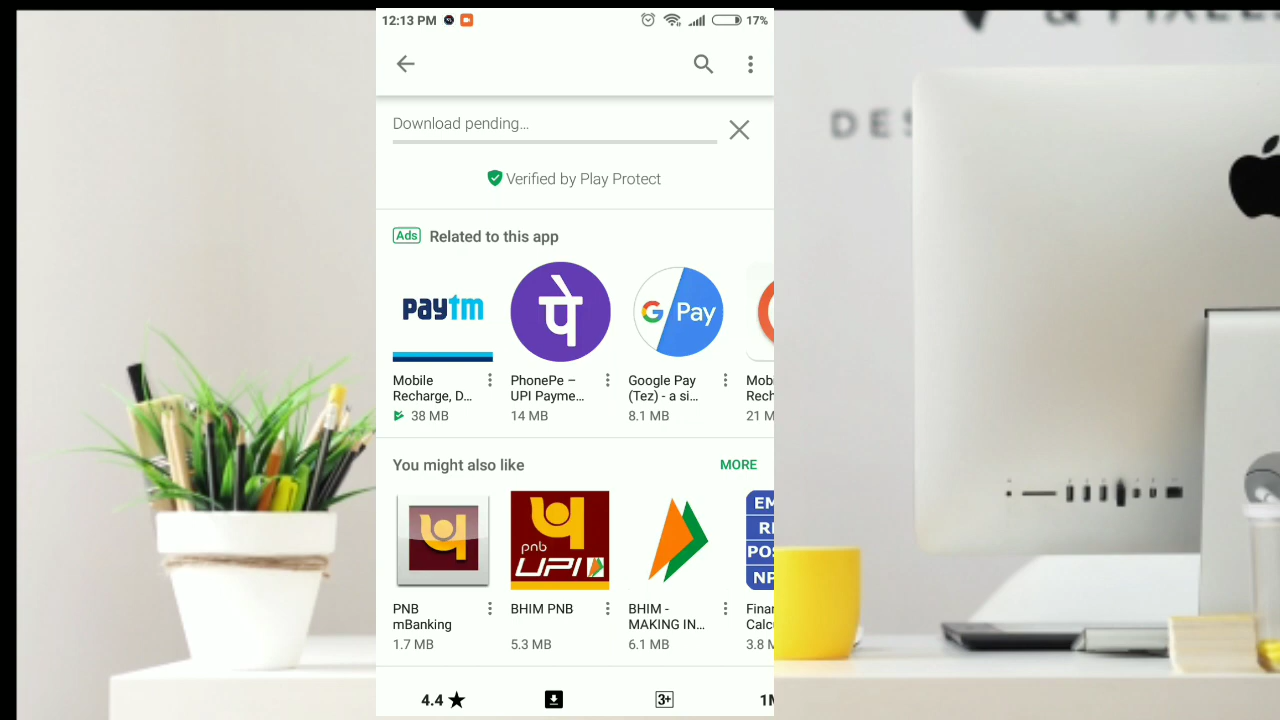 & PIXELS
12:13 PM 17%
DES
Download pending...
Verified by Play Protect
Ads Related to this app
paytm पे G Pay
Mobile Recharge, D...
38 MB
PhonePe – UPI Payme...
14 MB
Google Pay (Tez) - a si...
8.1 MB
Mob
Rech
21 M
You might also like MORE
प
pnb
UPI
EM
RE
POS
NP
PNB mBanking
1.7 MB
BHIM PNB
5.3 MB
BHIM - MAKING IN...
6.1 MB
Finan
Calcu
3.8 M
4.4 ★ 3+ 1M